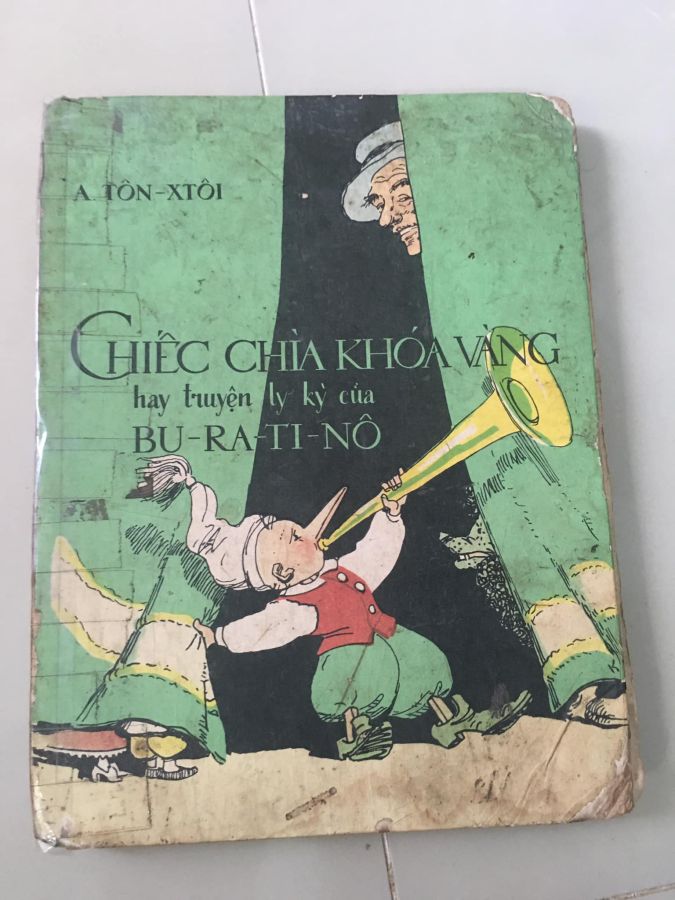 A. TÔN-XTÔI
CHIẾC CHÌA KHÓA VÀNG
hay truyện ly kỳ của
BU-RA-TI-NÔ